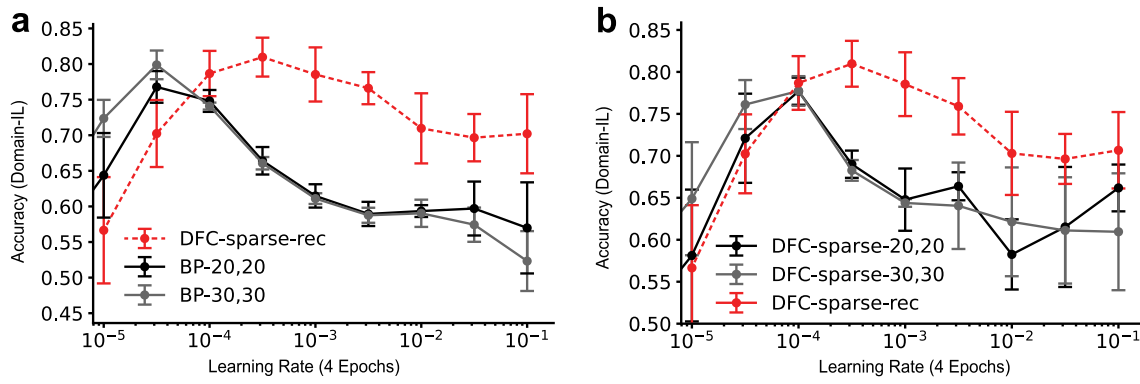 a
0.85
0.80
0.75
0.70
0.65
0.60
0.55
0.50
0.45
Accuracy (Domain-IL)
DFC-sparse-rec
BP-20,20
BP-30,30
10⁻⁵ 10⁻⁴ 10⁻³ 10⁻² 10⁻¹
Learning Rate (4 Epochs)
b
0.85
0.80
0.75
0.70
0.65
0.60
0.55
0.50
Accuracy (Domain-IL)
DFC-sparse-20,20
DFC-sparse-30,30
DFC-sparse-rec
10⁻⁵ 10⁻⁴ 10⁻³ 10⁻² 10⁻¹
Learning Rate (4 Epochs)